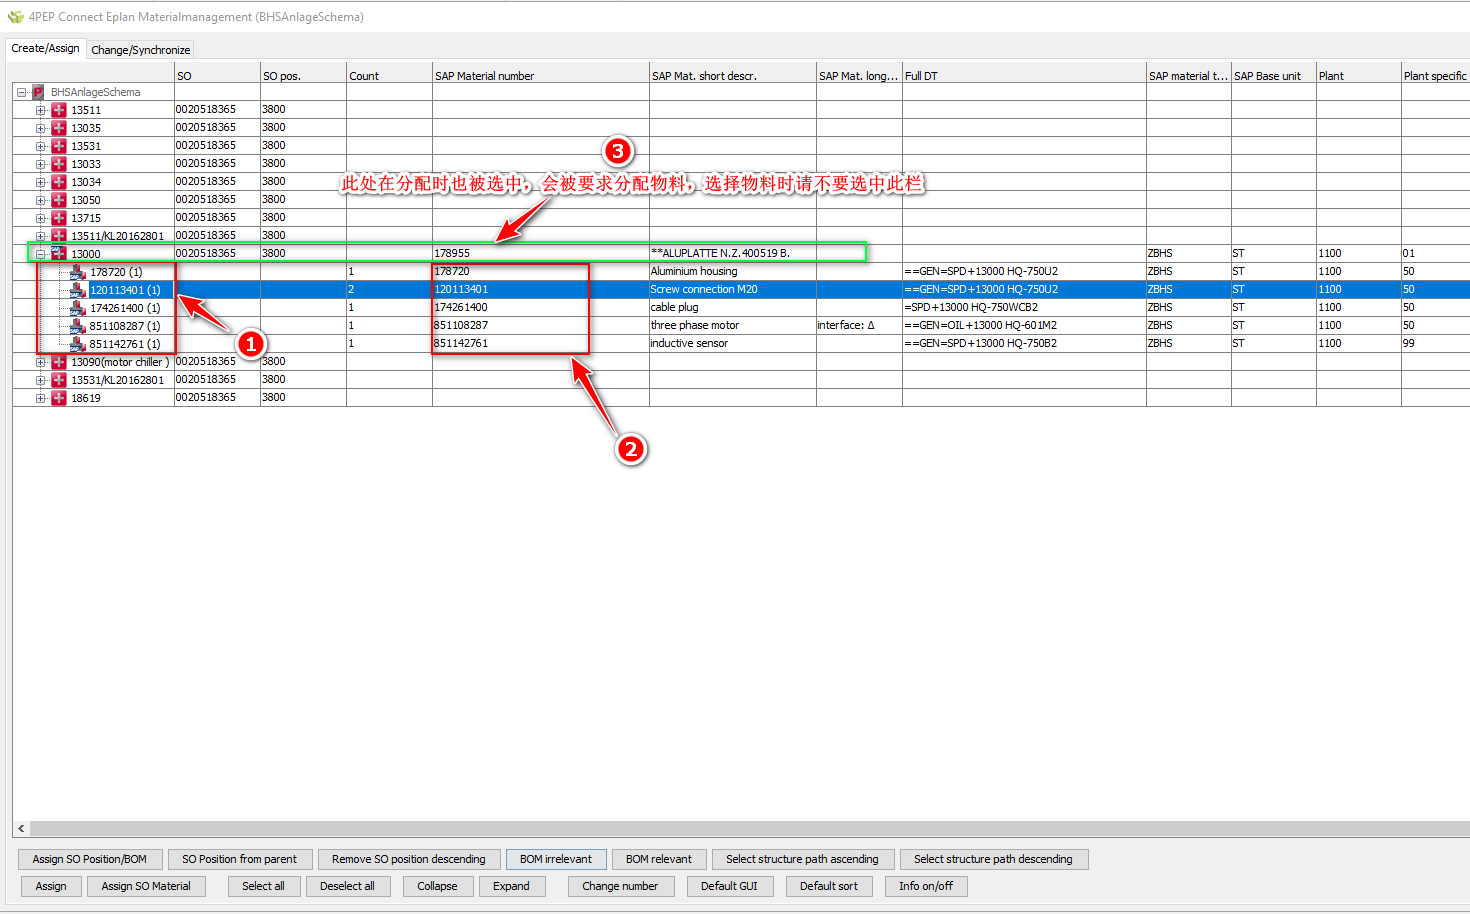 4PEP Connect Eplan Materialmanagement (BHSAnlageSchema)
Create/Assign Change/Synchronize
SO SO pos. Count SAP Material number SAP Mat. short descr. SAP Mat. long... Full DT SAP material t... SAP Base unit Plant Plant specific
BHSAnlageSchema
13511 0020518365 3800
13035 0020518365 3800
13531 0020518365 3800
13033 0020518365 3800
13034 0020518365 3800
13050 0020518365 3800
13715 0020518365 3800
13511/KL20162801 0020518365 3800
3
此处在分配时也被选中，会被要求分配物料，选择物料时请不要选中此栏
13000 0020518365 3800 178955 **ALUPLATTE N.Z.400519 B. ZBHS ST 1100 01
178720 (1) 1 178720 Aluminium housing ==GEN=SPD+13000 HQ-750U2 ZBHS ST 1100 50
120113401 (1) 2 120113401 Screw connection M20 ==GEN=SPD+13000 HQ-750U2 ZBHS ST 1100 50
174261400 (1) 1 174261400 cable plug =SPD+13000 HQ-750WCB2 ZBHS ST 1100 50
851108287 (1) 1 851108287 three phase motor interface: Δ ==GEN=OIL+13000 HQ-601M2 ZBHS ST 1100 50
851142761 (1) 1 851142761 inductive sensor ==GEN=SPD+13000 HQ-750B2 ZBHS ST 1100 99
1
13090(motor chiller ) 0020518365 3800
13531/KL20162801 0020518365 3800
18619 0020518365 3800
2
Assign SO Position/BOM SO Position from parent Remove SO position descending BOM irrelevant BOM relevant Select structure path ascending Select structure path descending
Assign Assign SO Material Select all Deselect all Collapse Expand Change number Default GUI Default sort Info on/off